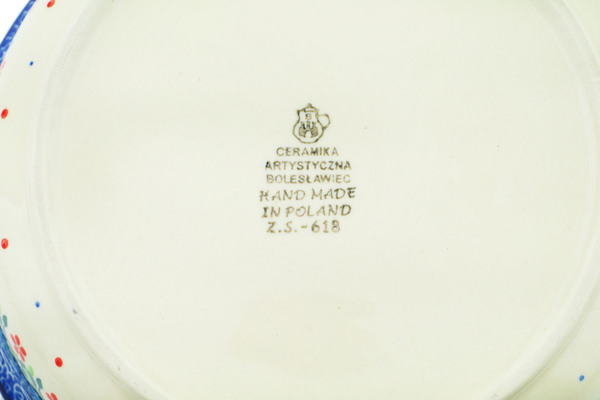 CERAMIKA
ARTYSTYCZNA
BOLESŁAWIEC
HAND MADE
IN POLAND
Z.S.-618